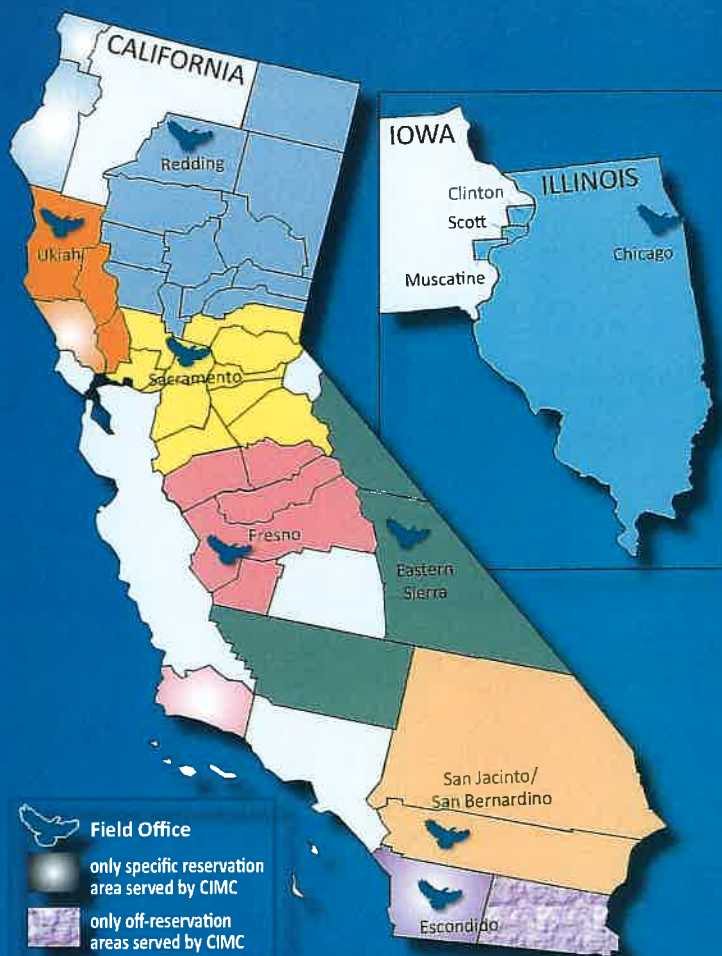 CALIFORNIA
Redding
Ukiah
Sacramento
Fresno
Eastern
Sierra
San Jacinto/
San Bernardino
Escondido
IOWA
ILLINOIS
Clinton
Scott
Chicago
Muscatine
Field Office
only specific reservation
area served by CIMC
only off-reservation
areas served by CIMC